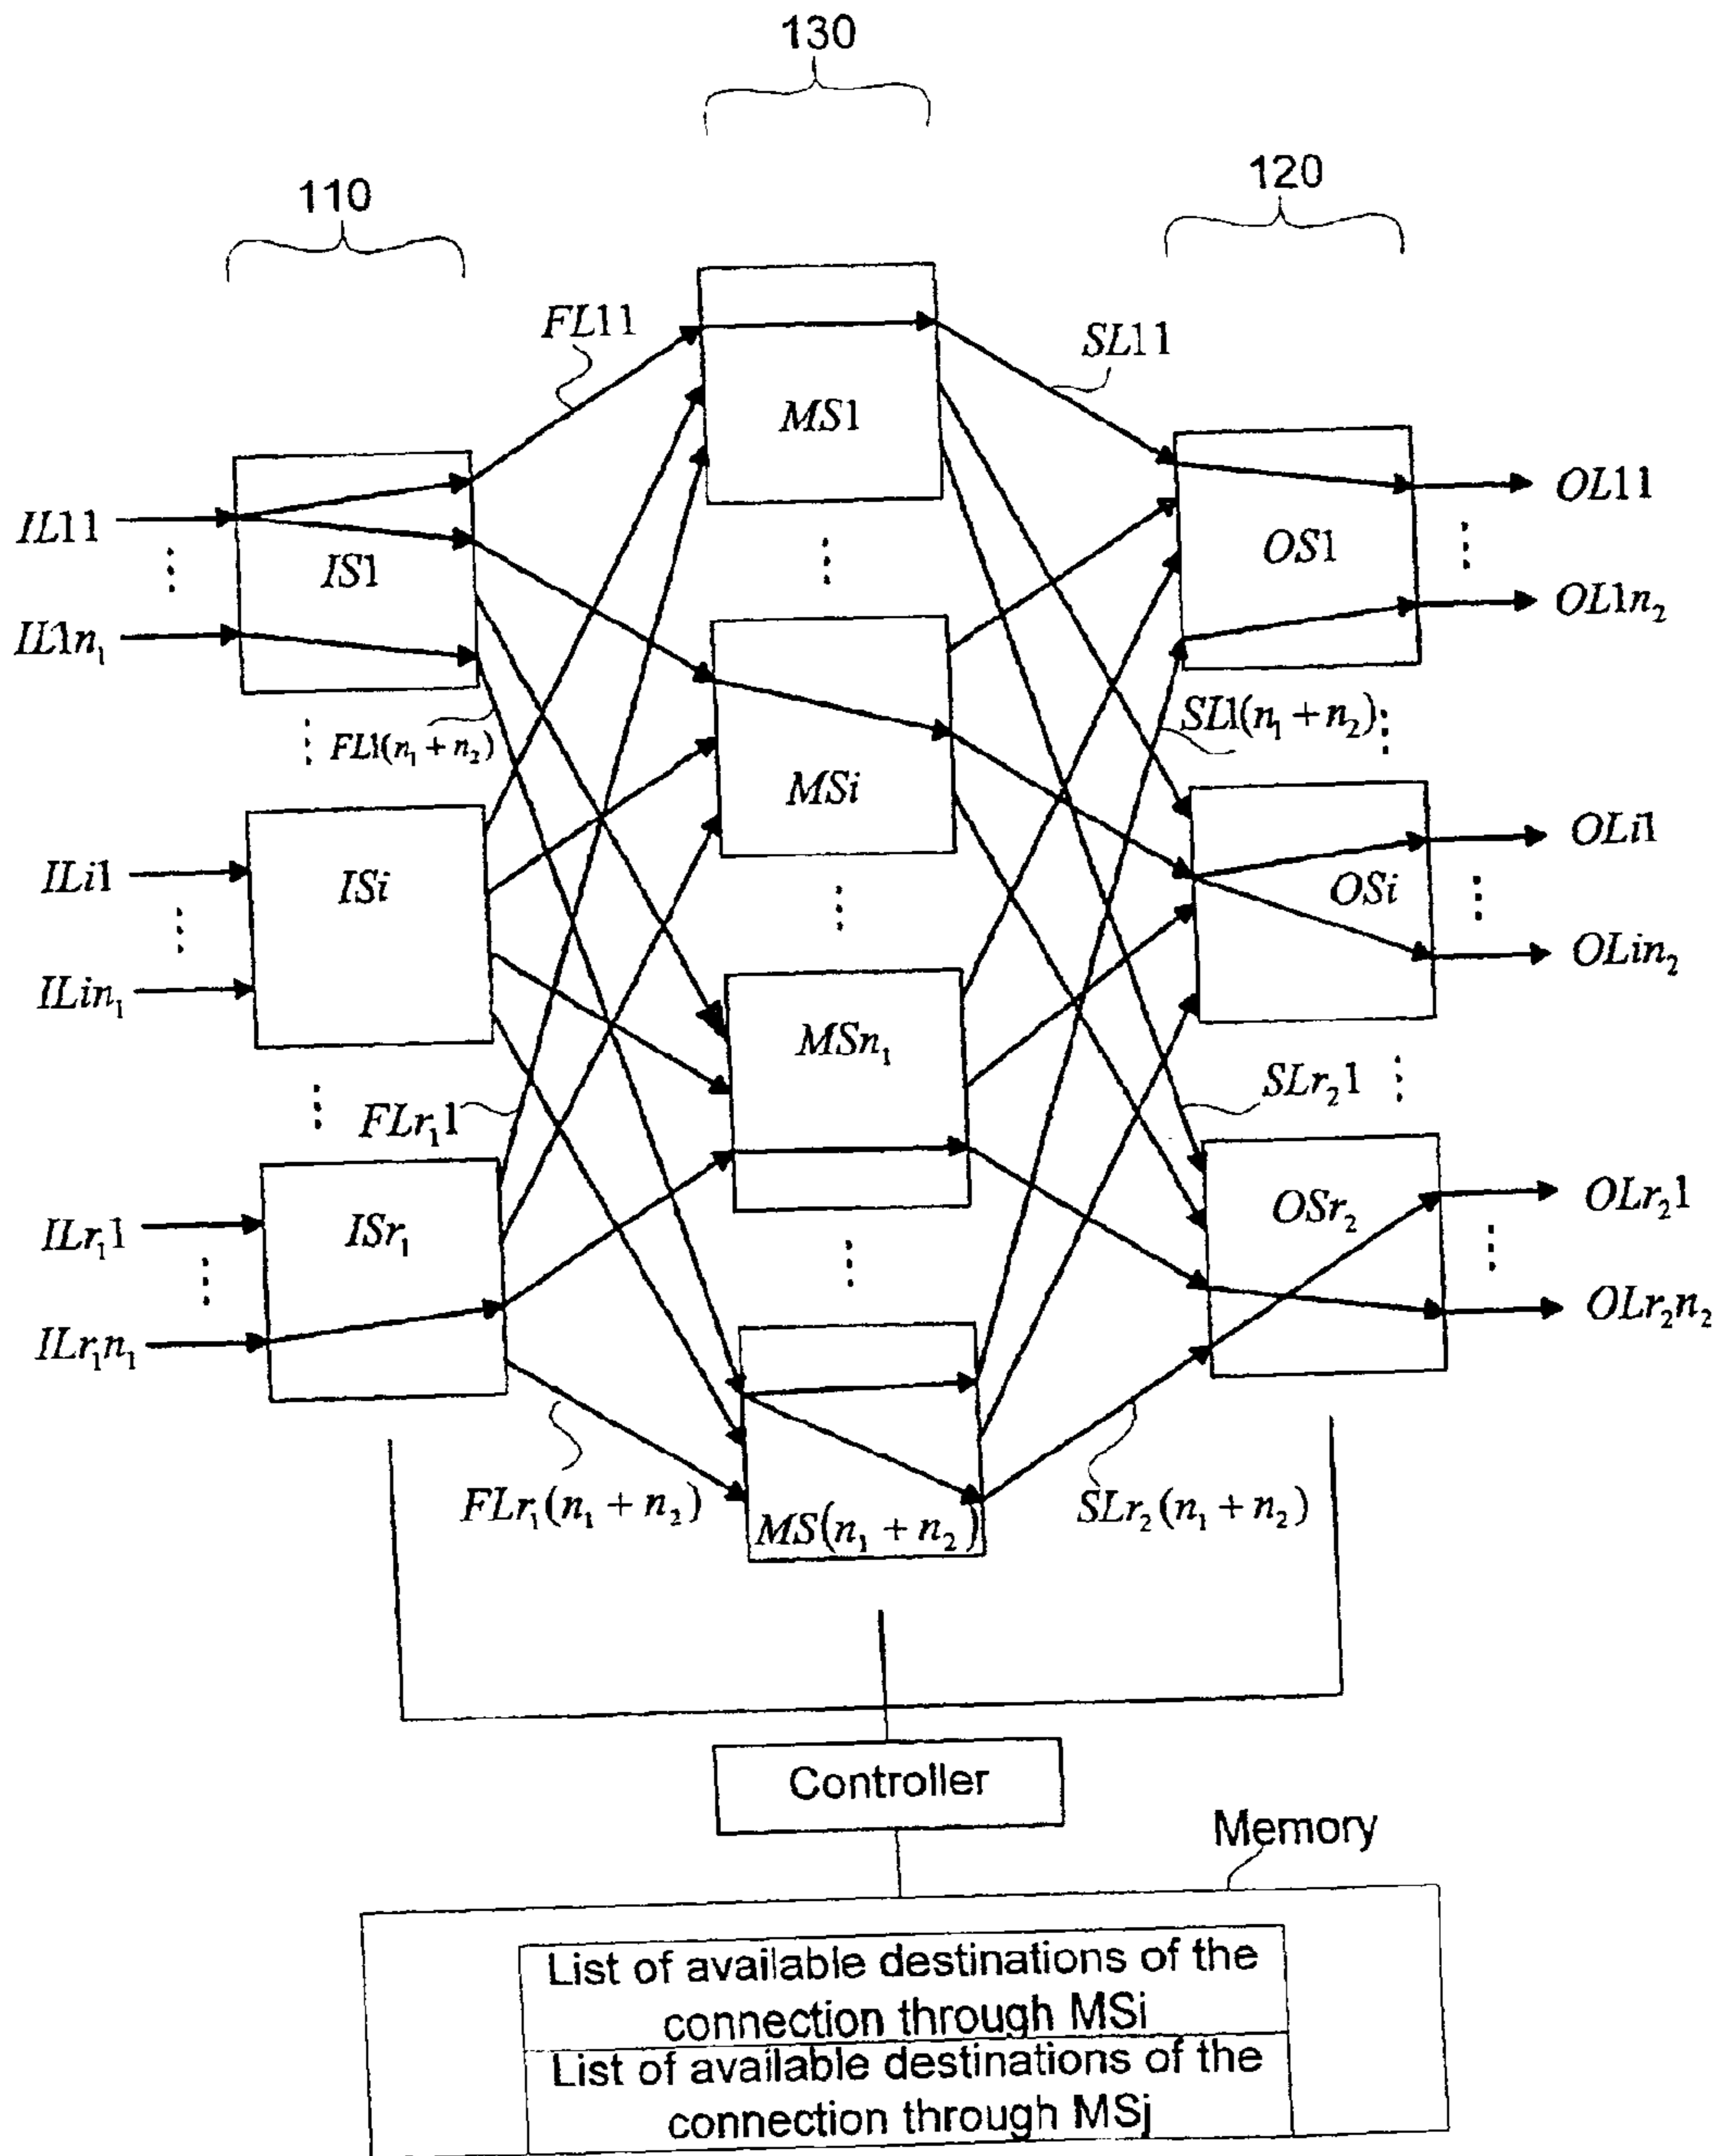 130
110
120
FL11
SL11
MS1
IL11
IS1
OS1
OL11
IL1n₁
OL1n₂
FL1(n₁ + n₂)
SL1(n₁ + n₂)
MSi
ILi1
ISi
OSi
OLi1
ILin₁
OLin₂
MSn₁
FLr₁1
SLr₂1
ILr₁1
ISr₁
OSr₂
OLr₂1
ILr₁n₁
OLr₂n₂
FLr₁(n₁ + n₂)
MS(n₁ + n₂)
SLr₂(n₁ + n₂)
Controller
Memory
List of available destinations of the
connection through MSi
List of available destinations of the
connection through MSj